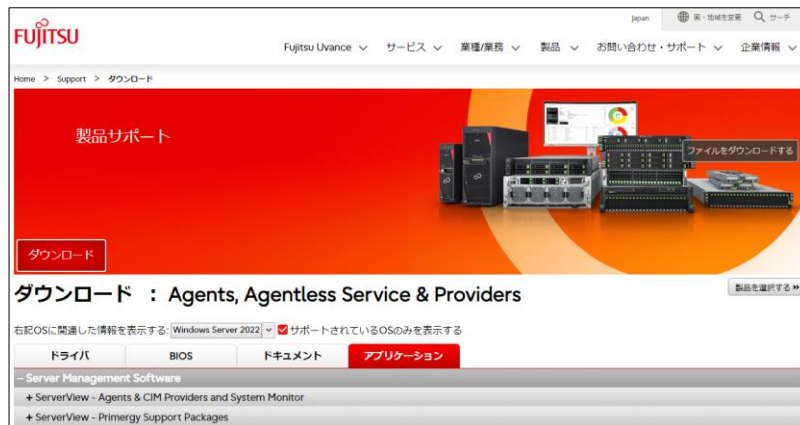 Japan 国・地域を変更 サーチ
FUJITSU
Fujitsu Uvance サービス 業種/業務 製品 お問い合わせ・サポート 企業情報
Home > Support > ダウンロード
製品サポート
ファイルをダウンロードする
ダウンロード
ダウンロード : Agents, Agentless Service & Providers
製品を選択する
右記OSに関連した情報を表示する: Windows Server 2022 サポートされているOSのみを表示する
ドライバ BIOS ドキュメント アプリケーション
– Server Management Software
+ ServerView - Agents & CIM Providers and System Monitor
+ ServerView - Primergy Support Packages